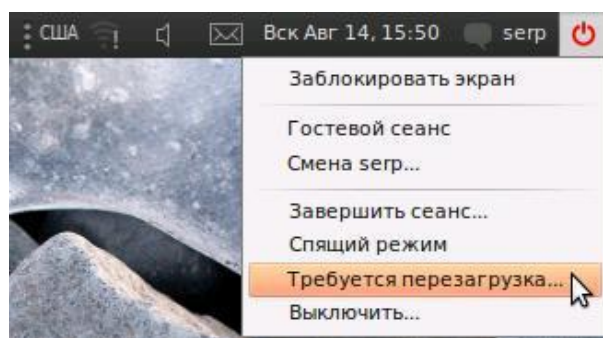 США Вск Авг 14, 15:50 serp
Заблокировать экран
Гостевой сеанс
Смена serp...
Завершить сеанс...
Спящий режим
Требуется перезагрузка...
Выключить...